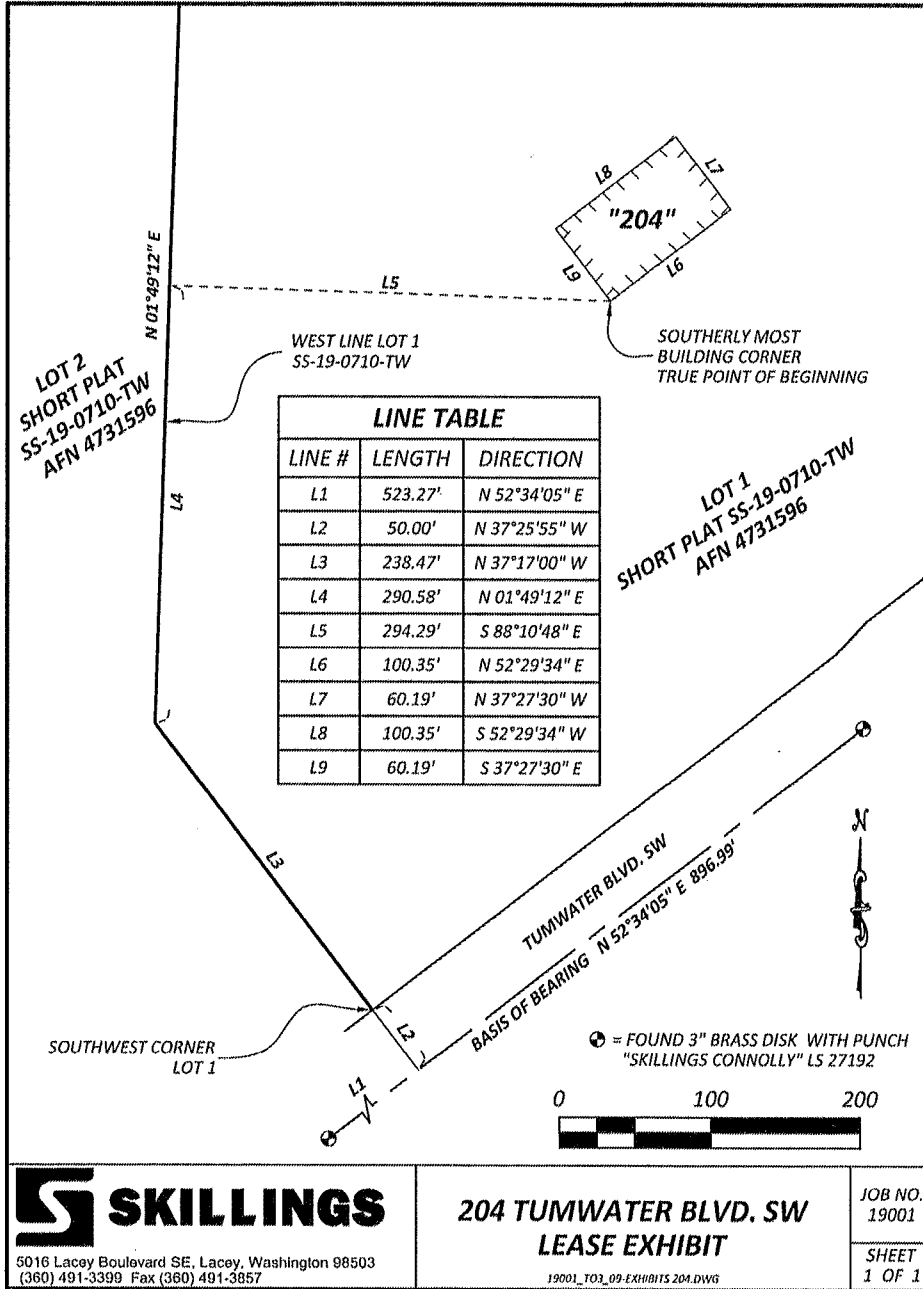 L8
L7
"204"
L9
L6
L5
N 01°49'12" E
WEST LINE LOT 1
SS-19-0710-TW
SOUTHERLY MOST
BUILDING CORNER
TRUE POINT OF BEGINNING
LOT 2
SHORT PLAT
SS-19-0710-TW
AFN 4731596
L4
LINE TABLE
LINE # LENGTH DIRECTION
L1 523.27' N 52°34'05" E
L2 50.00' N 37°25'55" W
L3 238.47' N 37°17'00" W
L4 290.58' N 01°49'12" E
L5 294.29' S 88°10'48" E
L6 100.35' N 52°29'34" E
L7 60.19' N 37°27'30" W
L8 100.35' S 52°29'34" W
L9 60.19' S 37°27'30" E
LOT 1
SHORT PLAT SS-19-0710-TW
AFN 4731596
L3
TUMWATER BLVD. SW
BASIS OF BEARING N 52°34'05" E 896.99'
N
L2
SOUTHWEST CORNER
LOT 1
L1
= FOUND 3" BRASS DISK WITH PUNCH
"SKILLINGS CONNOLLY" LS 27192
0 100 200
SKILLINGS
5016 Lacey Boulevard SE, Lacey, Washington 98503
(360) 491-3399 Fax (360) 491-3857
204 TUMWATER BLVD. SW
LEASE EXHIBIT
19001_TO3_09-EXHIBITS 204.DWG
JOB NO.
19001
SHEET
1 OF 1